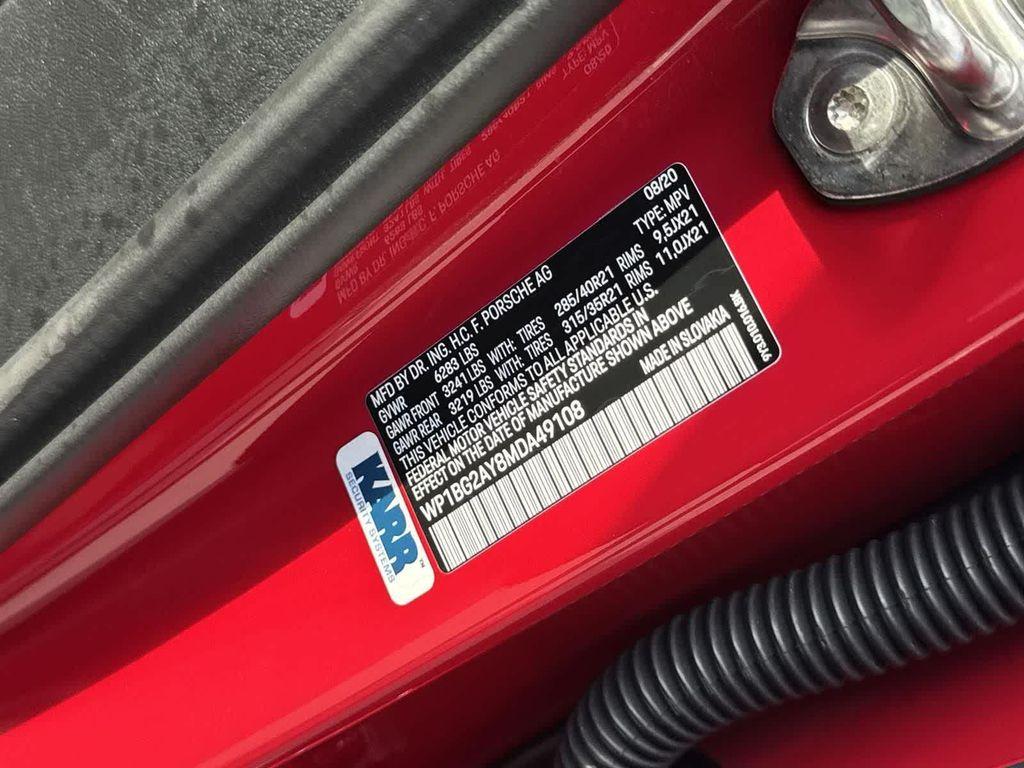 MFD BY DR. ING. H.C. F. PORSCHE AG 08/20
GVWR 6283 LBS TYPE: MPV
GAWR FRONT 3241 LBS WITH: TIRES 285/40R21 RIMS 9,5JX21
GAWR REAR 3219 LBS WITH: TIRES 315/35R21 RIMS 11,0JX21
THIS VEHICLE CONFORMS TO ALL APPLICABLE U.S.
FEDERAL MOTOR VEHICLE SAFETY STANDARDS IN
EFFECT ON THE DATE OF MANUFACTURE SHOWN ABOVE
WP1BG2AY8MDA49108 MADE IN SLOVAKIA
KARR™
SECURITY SYSTEMS